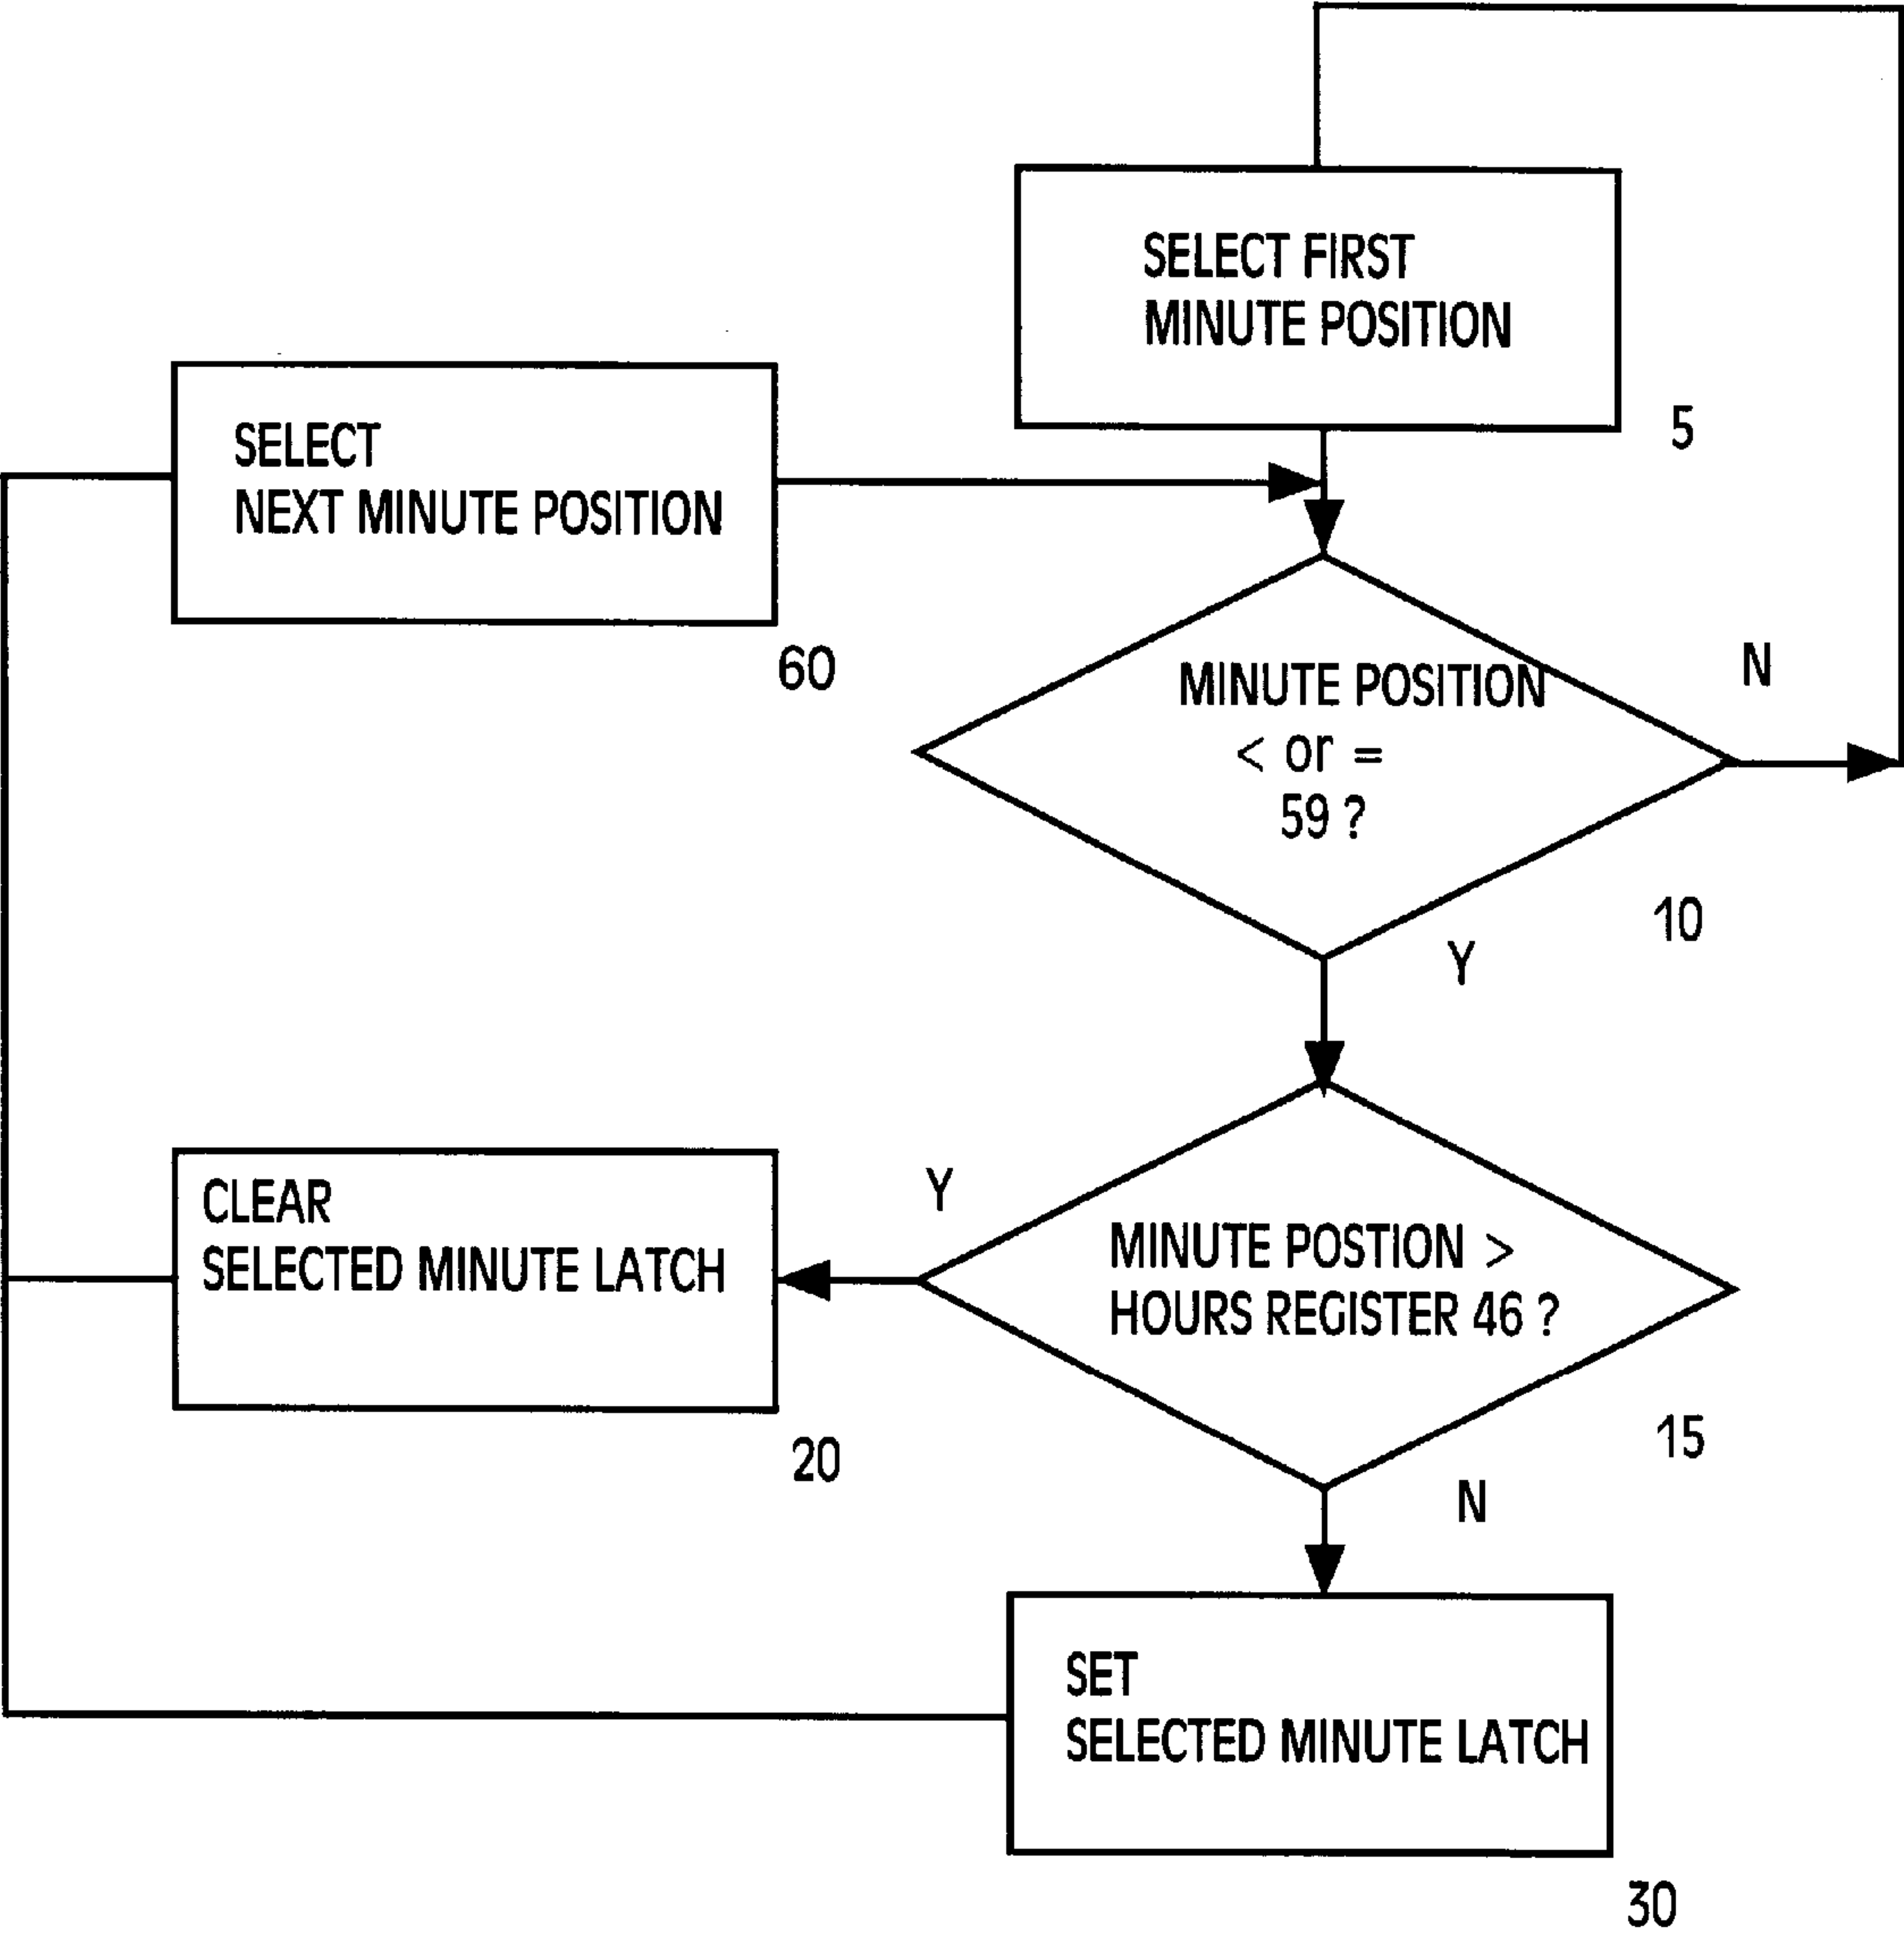 SELECT FIRST
MINUTE POSITION
5
SELECT
NEXT MINUTE POSITION
60
MINUTE POSITION
< or =
59 ?
N
10
Y
CLEAR
SELECTED MINUTE LATCH
20
Y
MINUTE POSTION >
HOURS REGISTER 46 ?
15
N
SET
SELECTED MINUTE LATCH
30